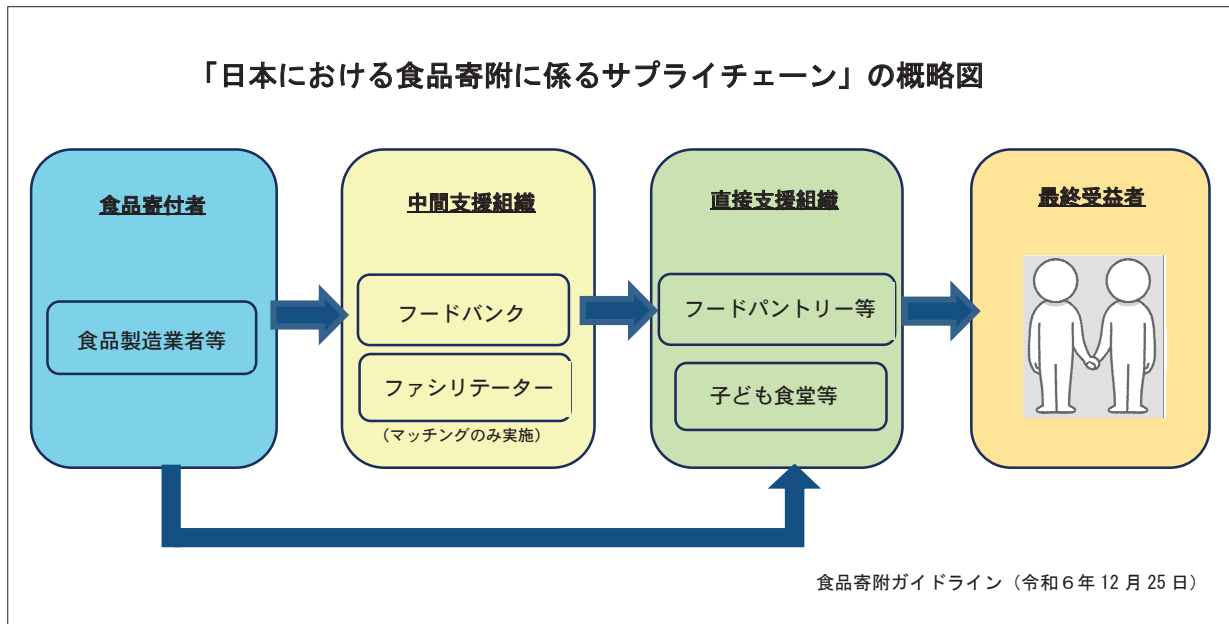 「日本における食品寄附に係るサプライチェーン」の概略図
食品寄付者
食品製造業者等
中間支援組織
フードバンク
ファシリテーター
（マッチングのみ実施）
直接支援組織
フードパントリー等
子ども食堂等
最終受益者
食品寄附ガイドライン（令和６年 12 月 25 日）